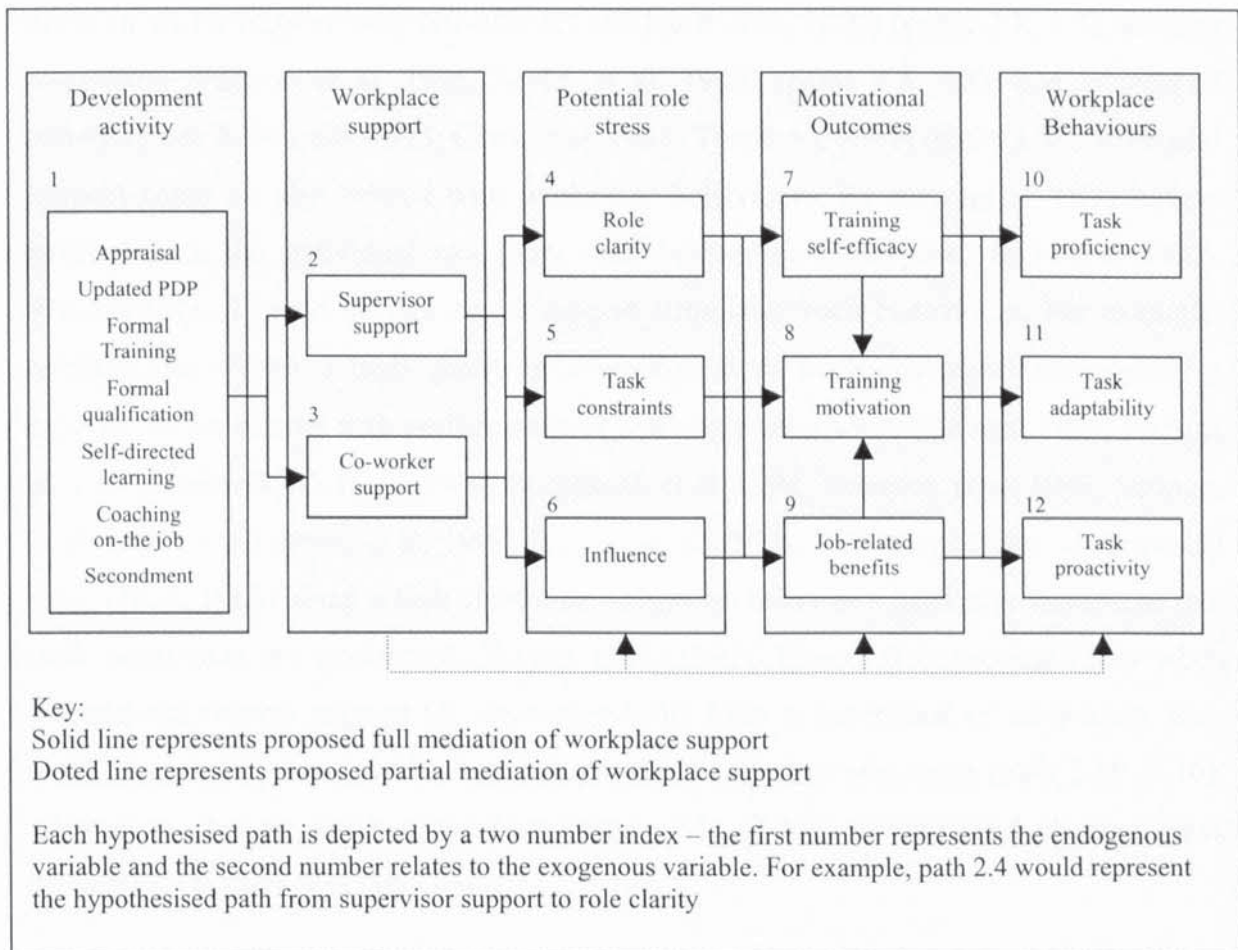 Development
activity
1
Appraisal
Updated PDP
Formal
Training
Formal
qualification
Self-directed
learning
Coaching
on-the job
Secondment
Workplace
support
2
Supervisor
support
3
Co-worker
support
Potential role
stress
4
Role
clarity
5
Task
constraints
6
Influence
Motivational
Outcomes
7
Training
self-efficacy
8
Training
motivation
9
Job-related
benefits
Workplace
Behaviours
10
Task
proficiency
11
Task
adaptability
12
Task
proactivity
Key:
Solid line represents proposed full mediation of workplace support
Doted line represents proposed partial mediation of workplace support
Each hypothesised path is depicted by a two number index – the first number represents the endogenous
variable and the second number relates to the exogenous variable. For example, path 2.4 would represent
the hypothesised path from supervisor support to role clarity